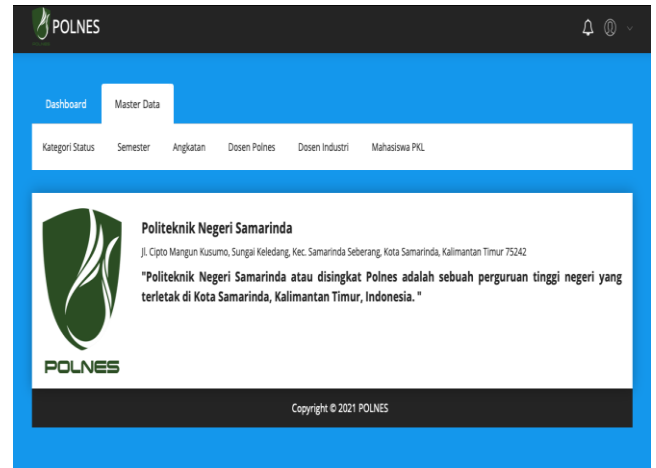 POLNES
Dashboard Master Data
Kategori Status Semester Angkatan Dosen Polnes Dosen Industri Mahasiswa PKL
Politeknik Negeri Samarinda
Jl. Cipto Mangun Kusumo, Sungai Keledang, Kec. Samarinda Seberang, Kota Samarinda, Kalimantan Timur 75242
"Politeknik Negeri Samarinda atau disingkat Polnes adalah sebuah perguruan tinggi negeri yang
terletak di Kota Samarinda, Kalimantan Timur, Indonesia. "
POLNES
Copyright © 2021 POLNES